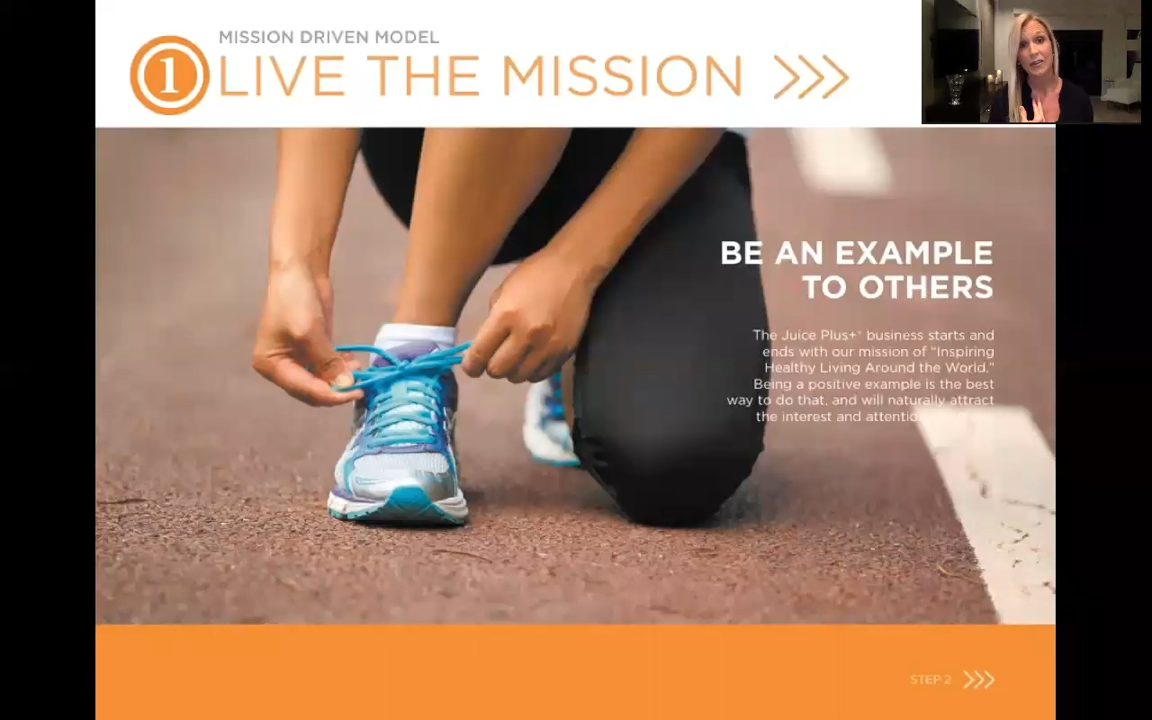 MISSION DRIVEN MODEL
1 LIVE THE MISSION
BE AN EXAMPLE
TO OTHERS
The Juice Plus+® business starts and
ends with our mission of “Inspiring
Healthy Living Around the World.”
Being a positive example is the best
way to do that, and will naturally attract
the interest and
STEP 2